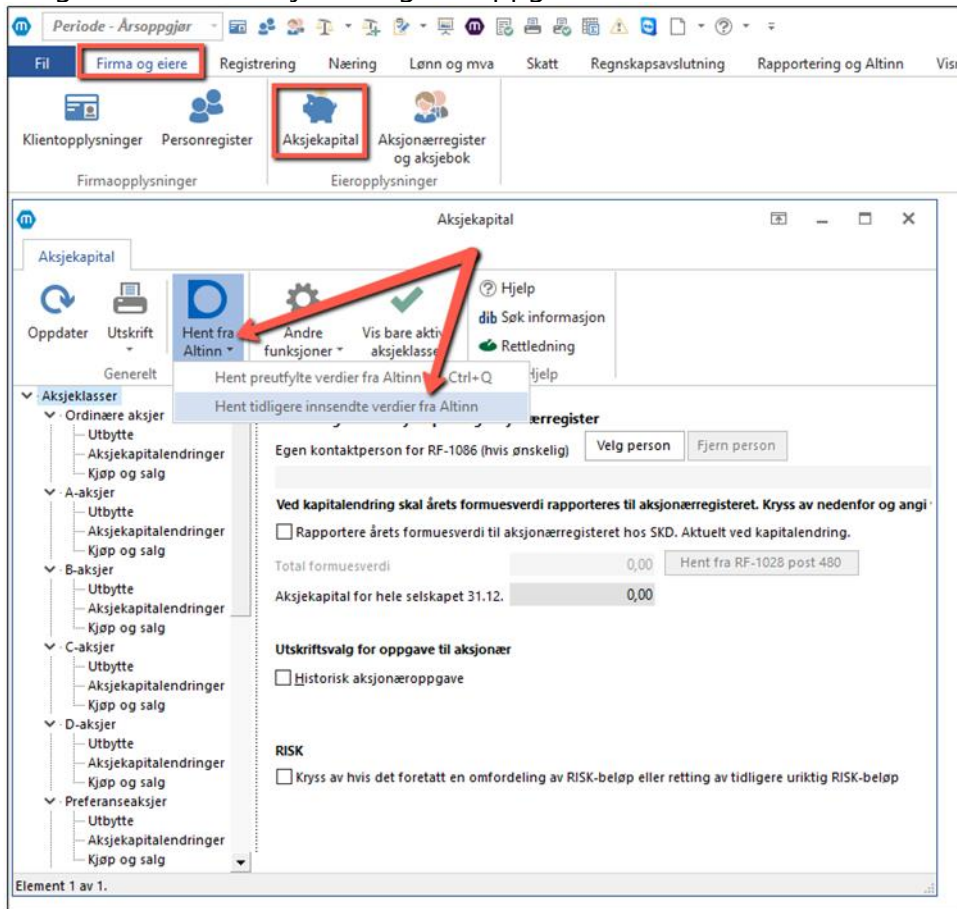 Periode - Årsoppgjør
Fil Firma og eiere Registrering Næring Lønn og mva Skatt Regnskapsavslutning Rapportering og Altinn
Klientopplysninger Personregister Aksjekapital Aksjonærregister
og aksjebok
Firmaopplysninger Eieropplysninger
Aksjekapital
Aksjekapital
Oppdater Utskrift Hent fra
Altinn
Andre
funksjoner
Vis bare aktiv
aksjeklasse
Hjelp
dib Søk informasjon
Rettledning
Generelt Hjelp
Hent preutfylte verdier fra Altinn Ctrl+Q
Hent tidligere innsendte verdier fra Altinn
Aksjeklasser
Ordinære aksjer
Utbytte
Aksjekapitalendringer
Kjøp og salg
A-aksjer
Utbytte
Aksjekapitalendringer
Kjøp og salg
B-aksjer
Utbytte
Aksjekapitalendringer
Kjøp og salg
C-aksjer
Utbytte
Aksjekapitalendringer
Kjøp og salg
D-aksjer
Utbytte
Aksjekapitalendringer
Kjøp og salg
Preferanseaksjer
Utbytte
Aksjekapitalendringer
Kjøp og salg
Egen kontaktperson for RF-1086 (hvis ønskelig) Velg person Fjern person
Ved kapitalendring skal årets formuesverdi rapporteres til aksjonærregisteret. Kryss av nedenfor og angi
Rapportere årets formuesverdi til aksjonærregisteret hos SKD. Aktuelt ved kapitalendring.
Total formuesverdi 0,00 Hent fra RF-1028 post 480
Aksjekapital for hele selskapet 31.12. 0,00
Utskriftsvalg for oppgave til aksjonær
Historisk aksjonæroppgave
RISK
Kryss av hvis det foretatt en omfordeling av RISK-beløp eller retting av tidligere uriktig RISK-beløp
Element 1 av 1.